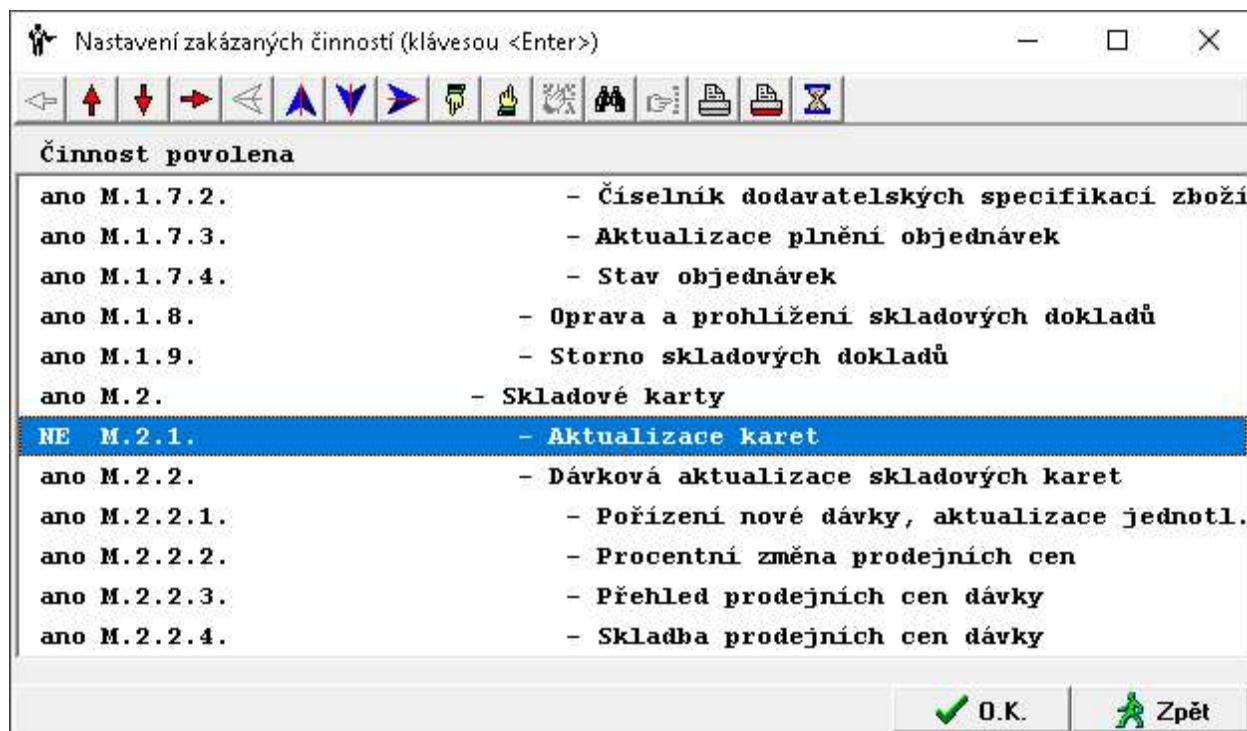 Nastavení zakázaných činností (klávesou <Enter>)
Činnost povolena
ano M.1.7.2. - Číselník dodavatelských specifikací zboží
ano M.1.7.3. - Aktualizace plnění objednávek
ano M.1.7.4. - Stav objednávek
ano M.1.8. - Oprava a prohlížení skladových dokladů
ano M.1.9. - Storno skladových dokladů
ano M.2. - Skladové karty
NE M.2.1. - Aktualizace karet
ano M.2.2. - Dávková aktualizace skladových karet
ano M.2.2.1. - Pořízení nové dávky, aktualizace jednotl.
ano M.2.2.2. - Procentní změna prodejních cen
ano M.2.2.3. - Přehled prodejních cen dávky
ano M.2.2.4. - Skladba prodejních cen dávky
O.K. Zpět